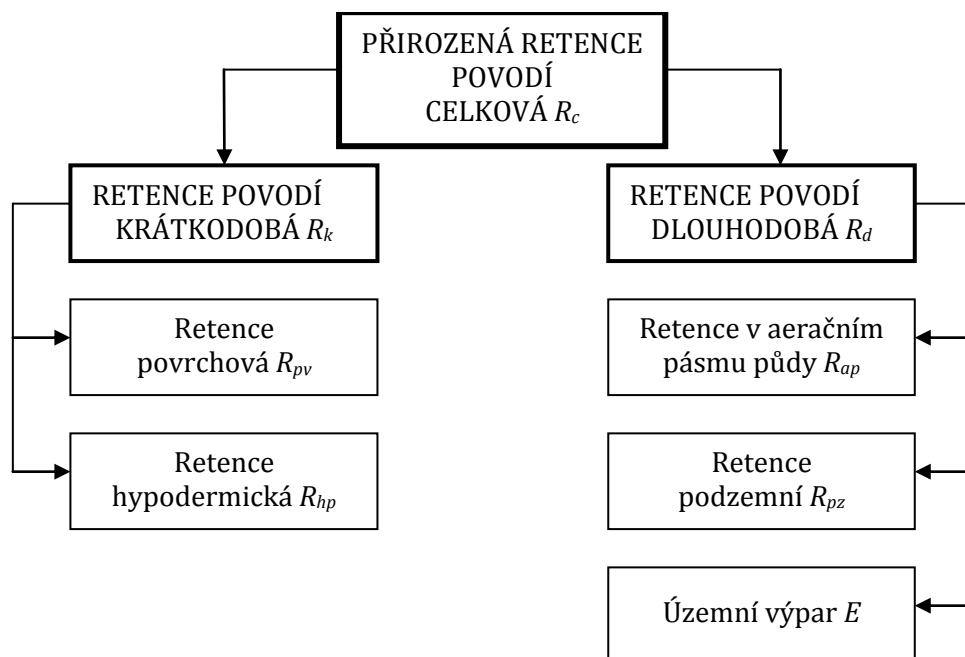 PŘIROZENÁ RETENCE
POVODÍ
CELKOVÁ Rc
RETENCE POVODÍ
KRÁTKODOBÁ Rk
RETENCE POVODÍ
DLOUHODOBÁ Rd
Retence
povrchová Rpv
Retence v aeračním
pásmu půdy Rap
Retence
hypodermická Rhp
Retence
podzemní Rpz
Územní výpar E